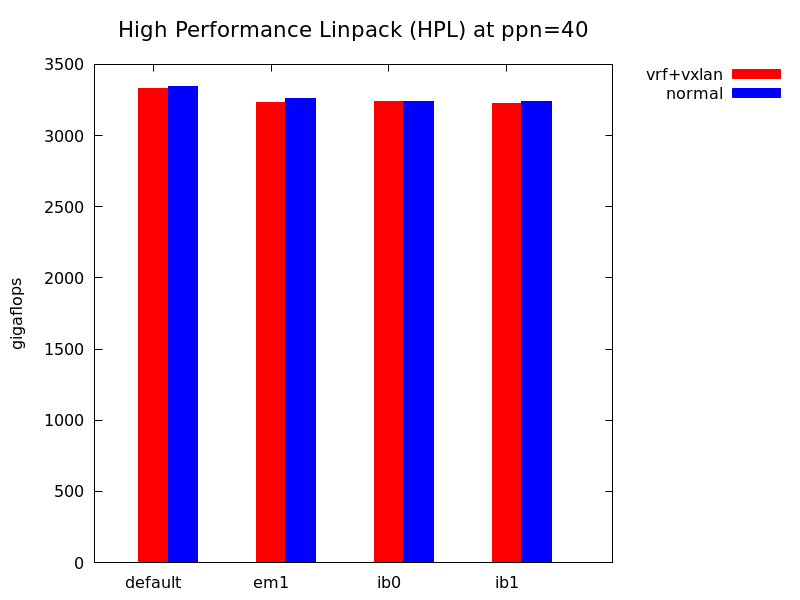 High Performance Linpack (HPL) at ppn=40
vrf+vxlan
normal
gigaflops
3500
3000
2500
2000
1500
1000
500
0
default em1 ib0 ib1